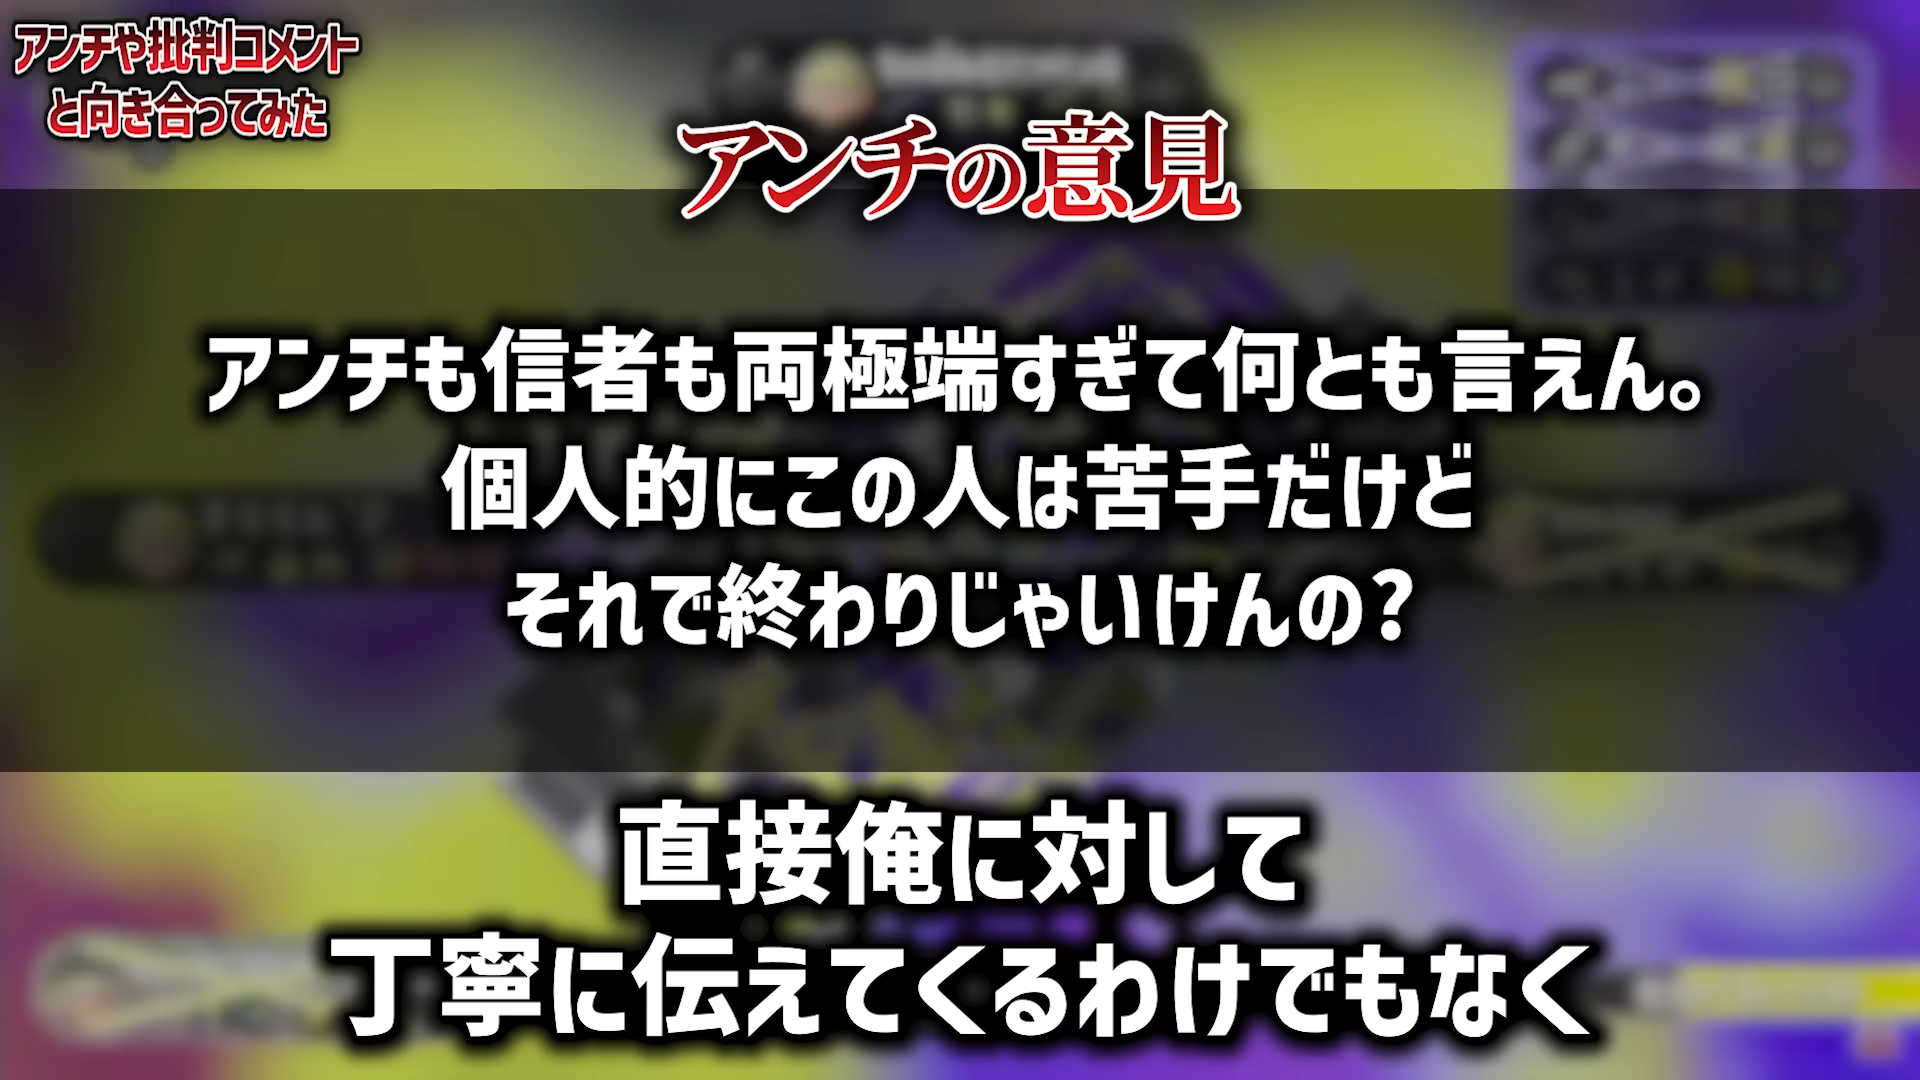 アンチや批判コメント
と向き合ってみた
アンチの意見
アンチも信者も両極端すぎて何とも言えん。
個人的にこの人は苦手だけど
それで終わりじゃいけんの?
直接俺に対して
丁寧に伝えてくるわけでもなく